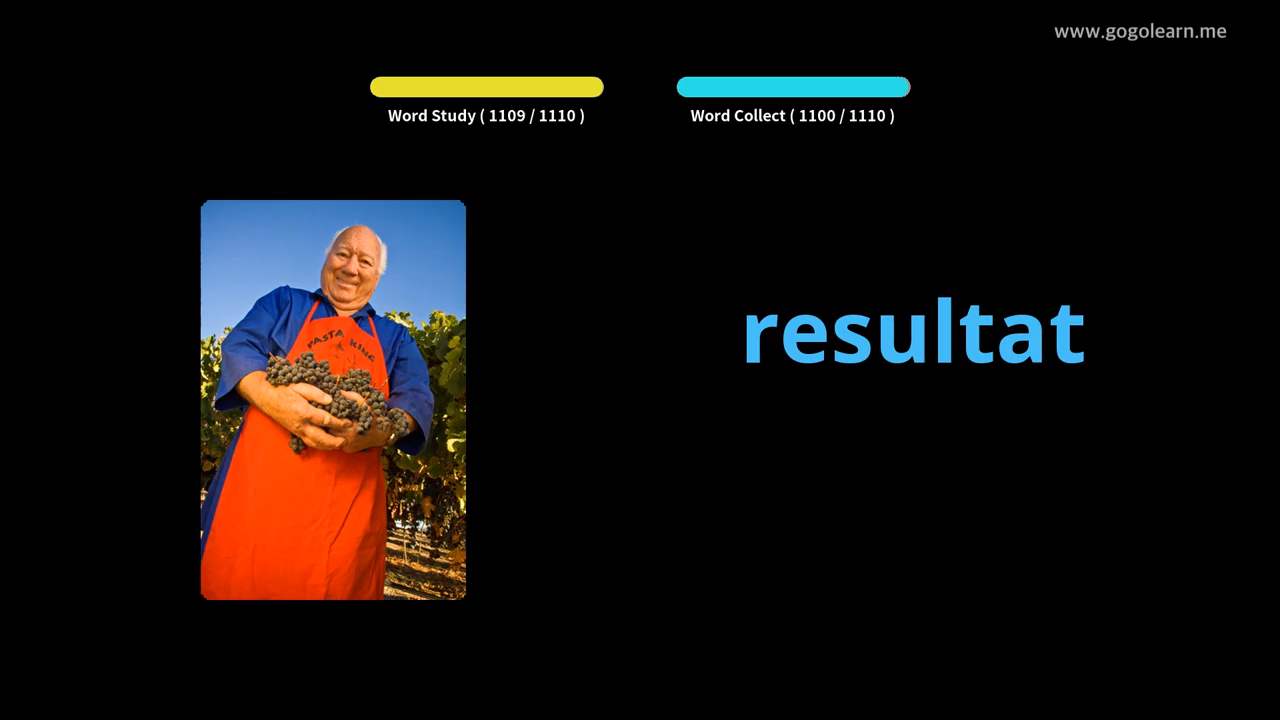 www.gogolearn.me
Word Study ( 1109 / 1110 )
Word Collect ( 1100 / 1110 )
PASTA KING
resultat